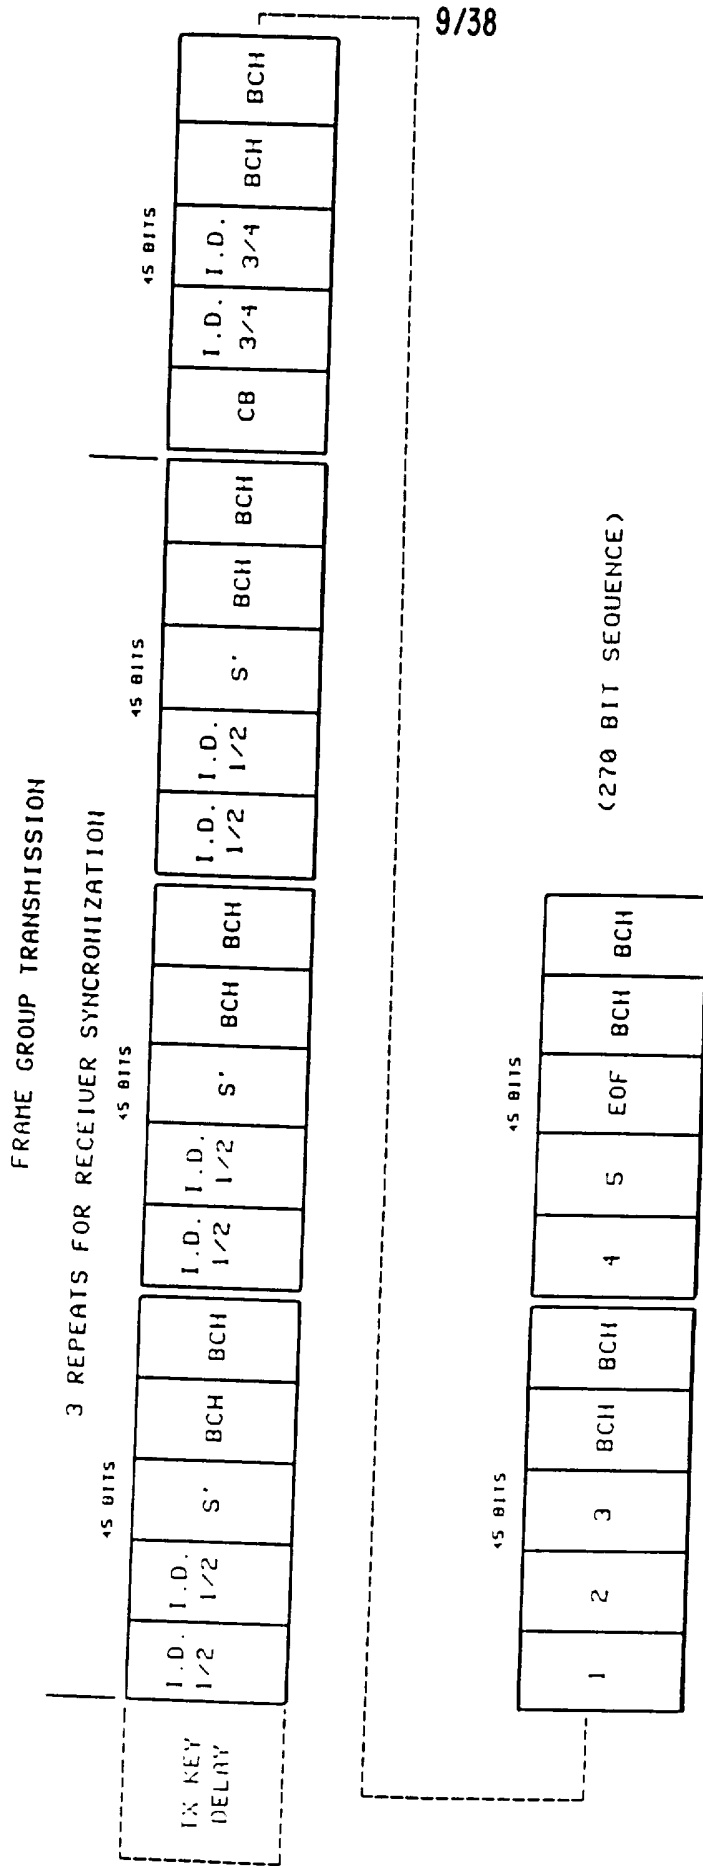 9/38
FRAME GROUP TRANSMISSION
3 REPEATS FOR RECEIVER SYNCRONIZATION
45 BITS 45 BITS 45 BITS 45 BITS
TX KEY DELAY
I.D. 1/2 I.D. 1/2 S' BCH BCH
I.D. 1/2 I.D. 1/2 S' BCH BCH
I.D. 1/2 I.D. 1/2 S' BCH BCH
CB I.D. 3/4 I.D. 3/4 BCH BCH
45 BITS 45 BITS
1 2 3 BCH BCH
4 5 EOF BCH BCH
(270 BIT SEQUENCE)